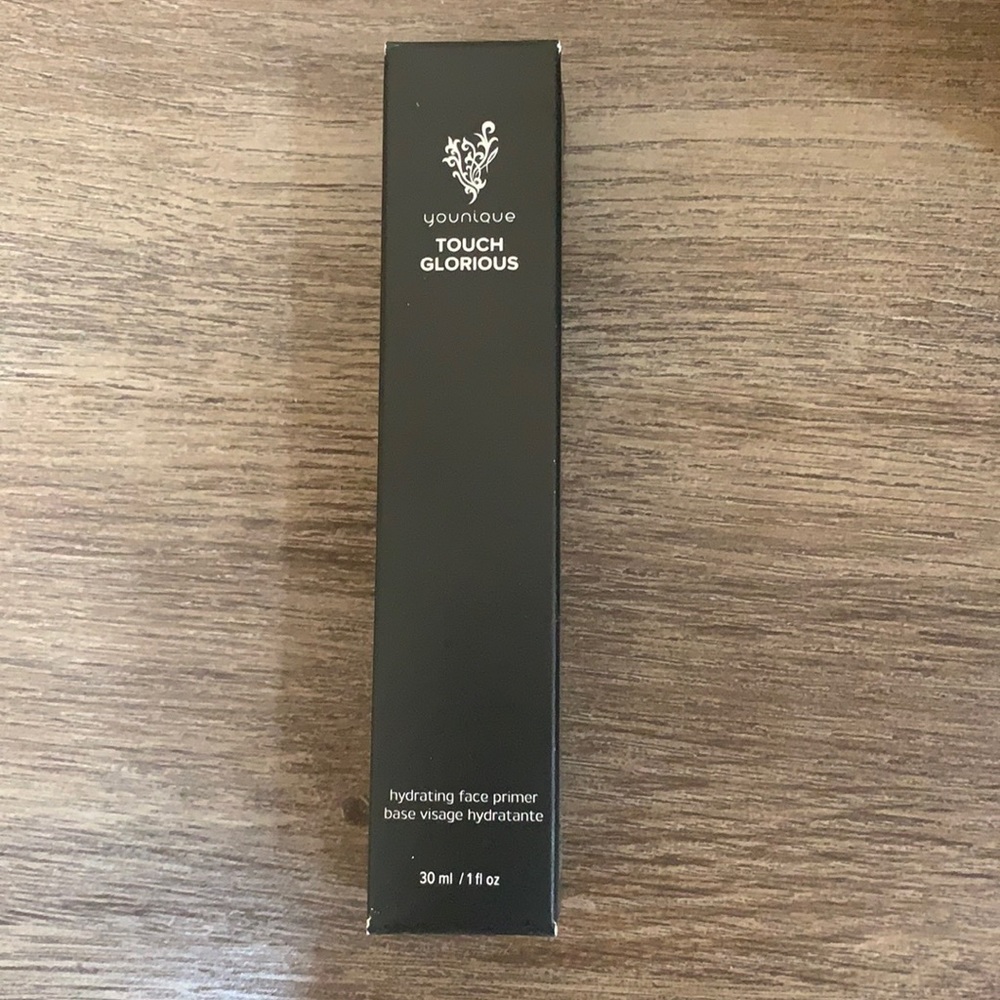 younique
TOUCH
GLORIOUS
hydrating face primer
base visage hydratante
30 ml / 1 fl oz